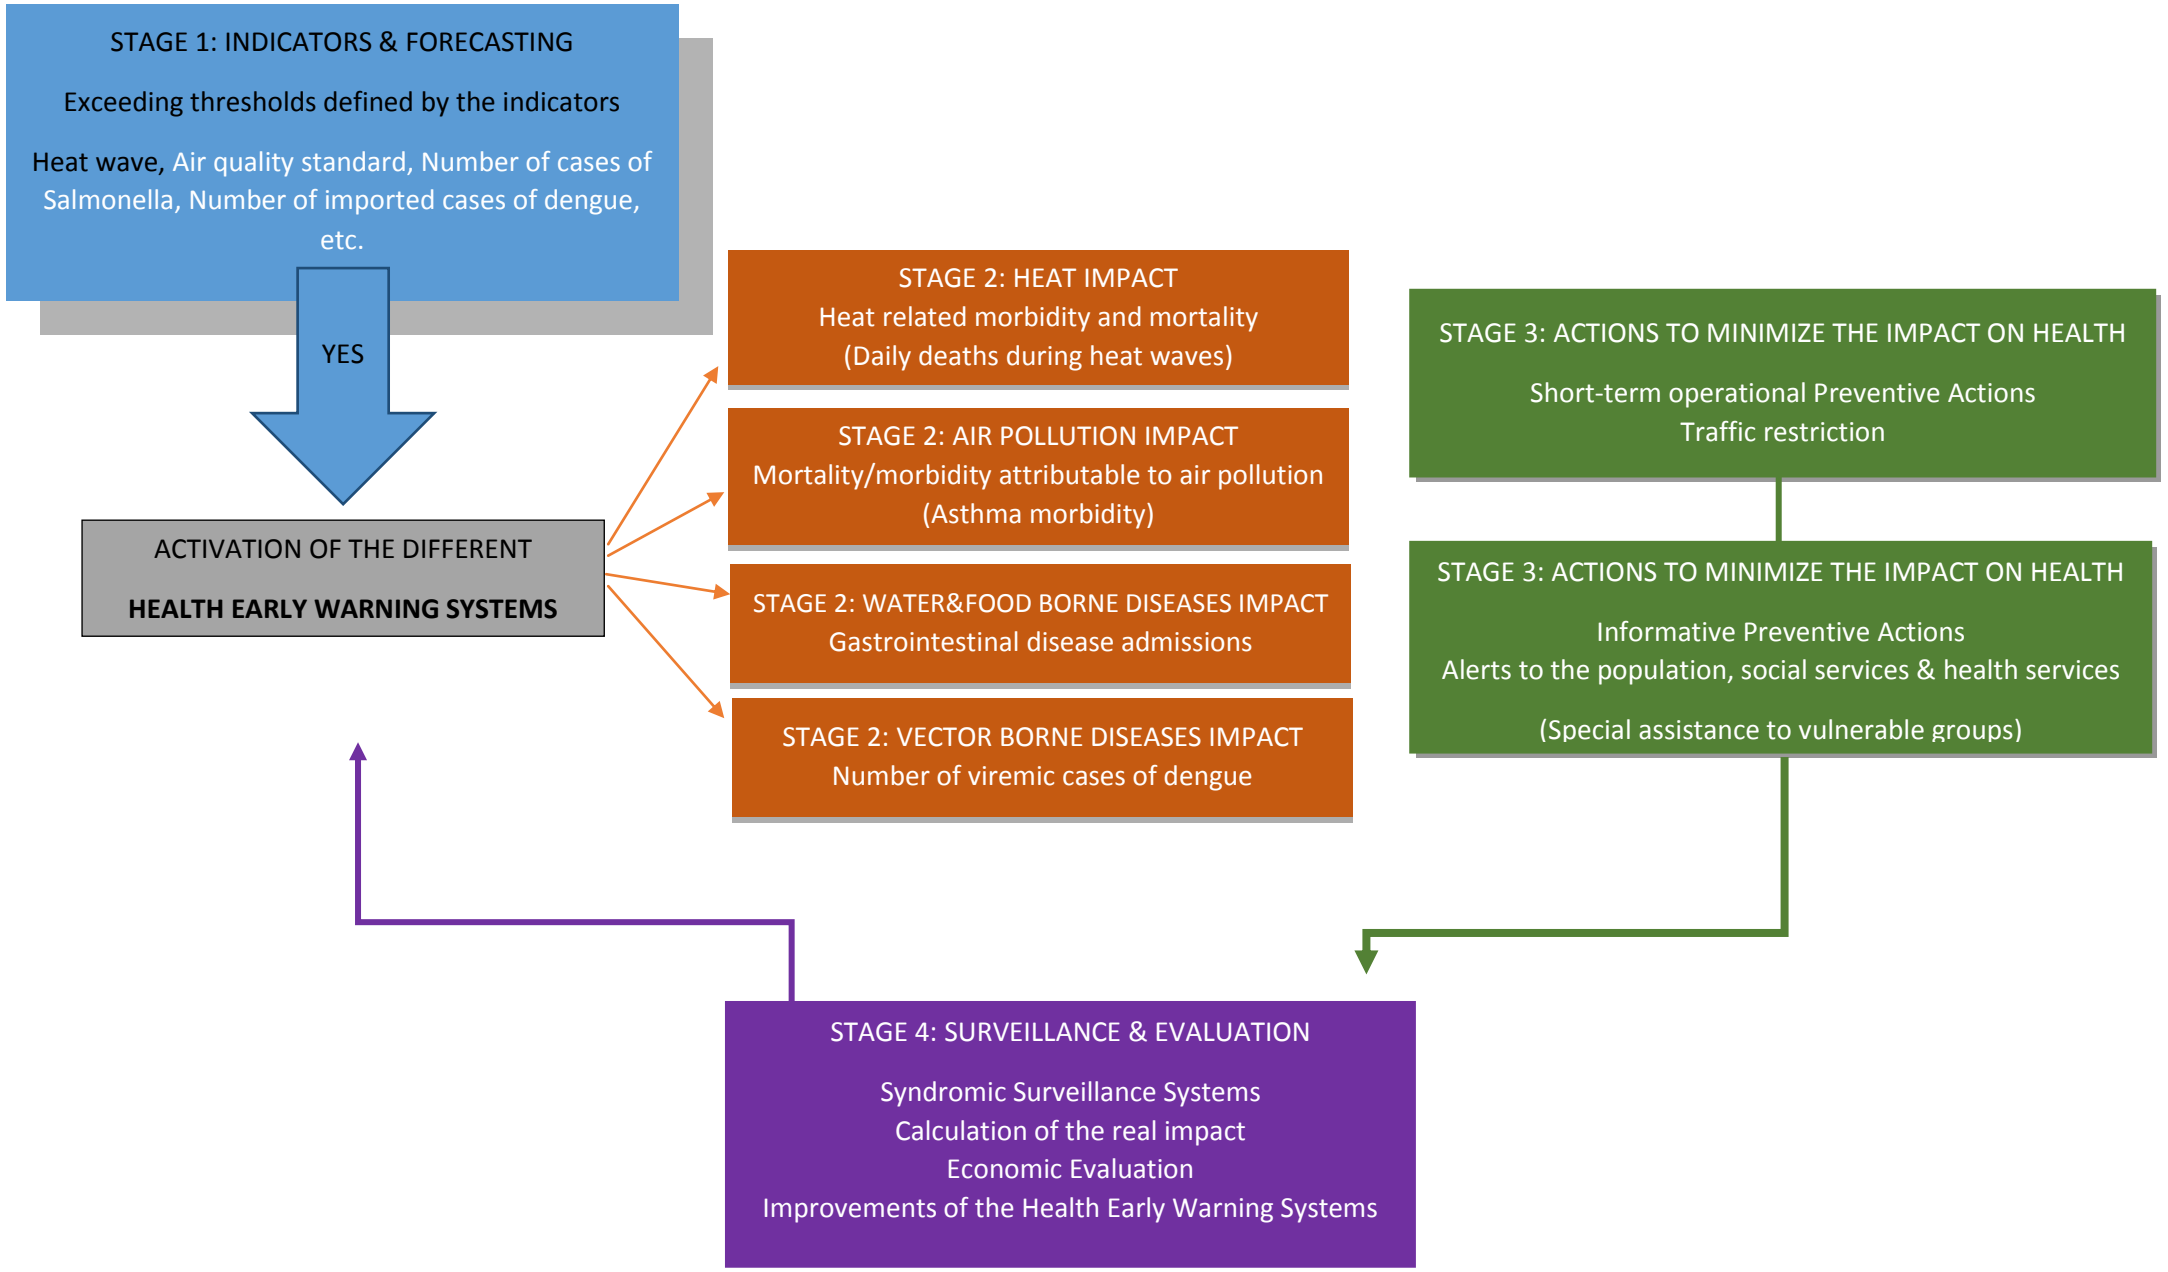 STAGE 1: INDICATORS & FORECASTING
Exceeding thresholds defined by the indicators
Heat wave, Air quality standard, Number of cases of
Salmonella, Number of imported cases of dengue,
etc.
YES
ACTIVATION OF THE DIFFERENT
HEALTH EARLY WARNING SYSTEMS
STAGE 2: HEAT IMPACT
Heat related morbidity and mortality
(Daily deaths during heat waves)
STAGE 2: AIR POLLUTION IMPACT
Mortality/morbidity attributable to air pollution
(Asthma morbidity)
STAGE 2: WATER&FOOD BORNE DISEASES IMPACT
Gastrointestinal disease admissions
STAGE 2: VECTOR BORNE DISEASES IMPACT
Number of viremic cases of dengue
STAGE 3: ACTIONS TO MINIMIZE THE IMPACT ON HEALTH
Short-term operational Preventive Actions
Traffic restriction
STAGE 3: ACTIONS TO MINIMIZE THE IMPACT ON HEALTH
Informative Preventive Actions
Alerts to the population, social services & health services
(Special assistance to vulnerable groups)
STAGE 4: SURVEILLANCE & EVALUATION
Syndromic Surveillance Systems
Calculation of the real impact
Economic Evaluation
Improvements of the Health Early Warning Systems